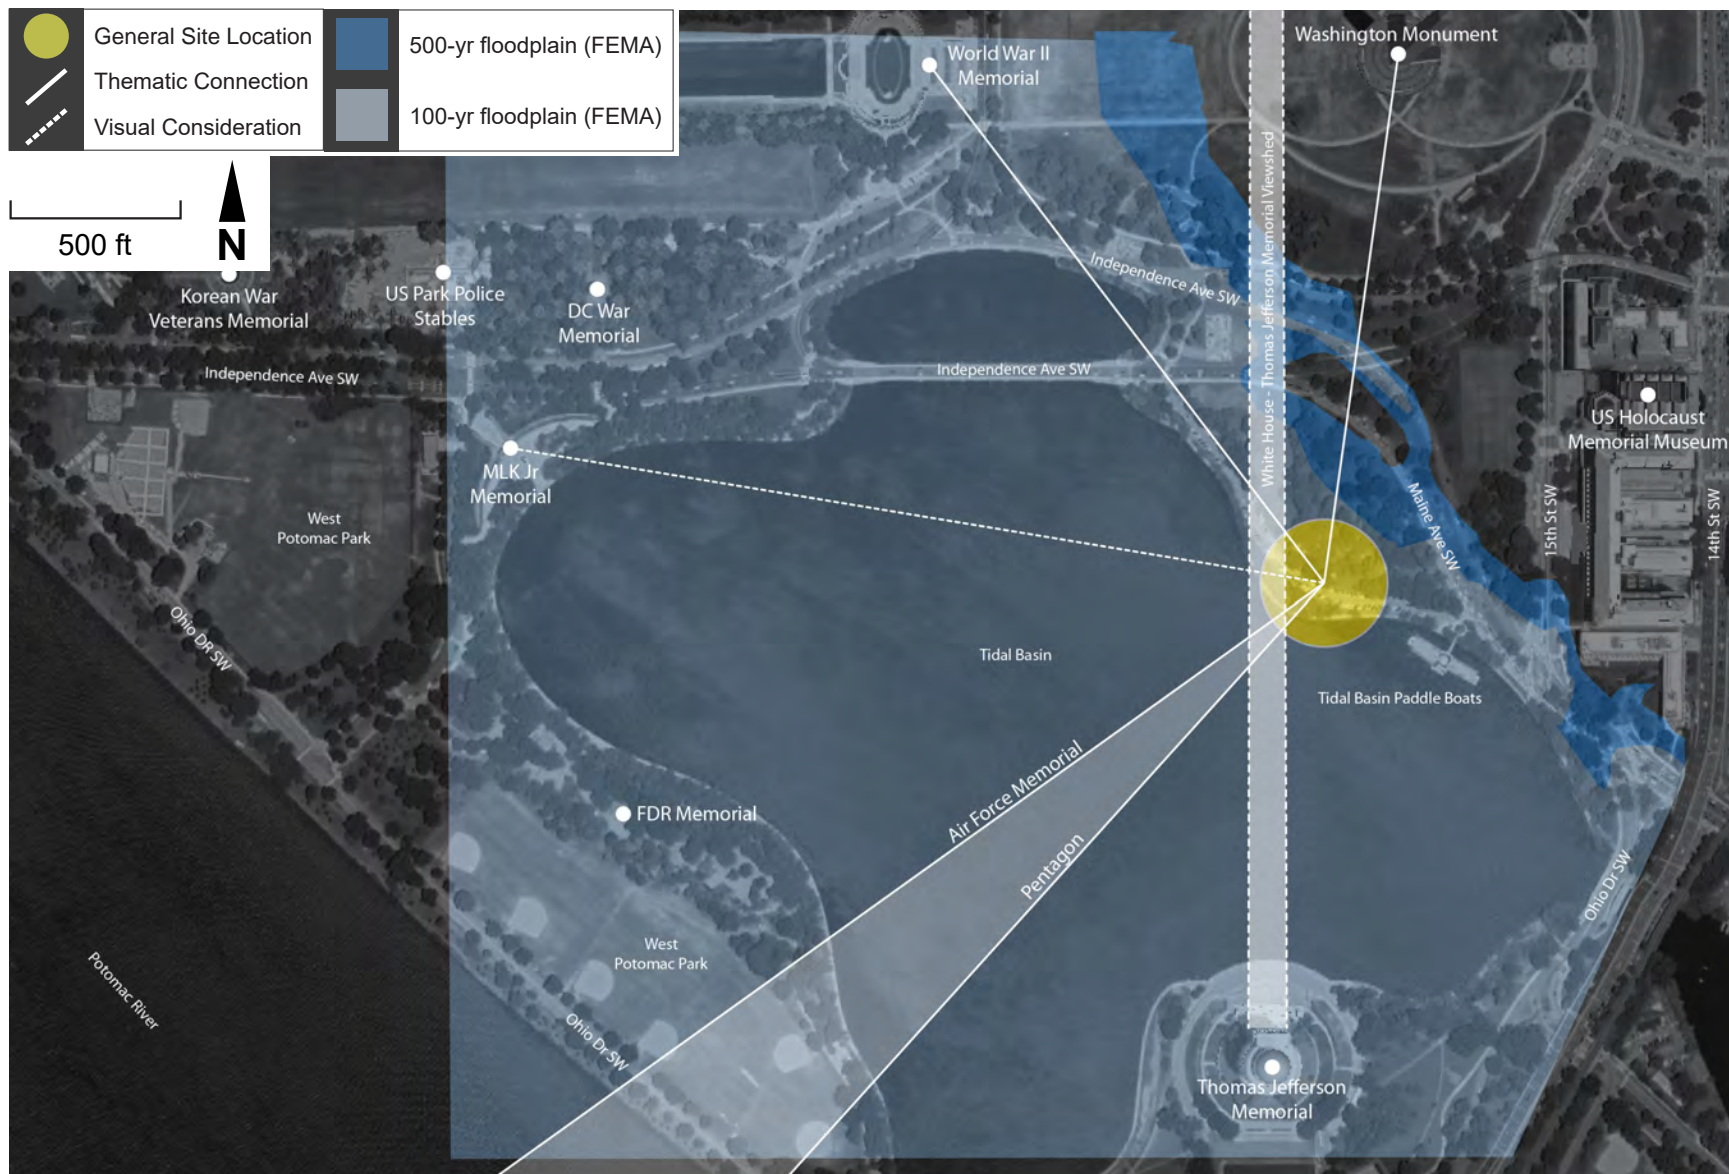 General Site Location
Thematic Connection
Visual Consideration
500-yr floodplain (FEMA)
100-yr floodplain (FEMA)
500 ft
N
World War II
Memorial
Washington Monument
White House - Thomas Jefferson Memorial Viewshed
Korean War
Veterans Memorial
US Park Police
Stables
DC War
Memorial
Independence Ave SW
Independence Ave SW
Independence Ave SW
US Holocaust
Memorial Museum
MLK Jr
Memorial
West
Potomac Park
Maine Ave SW
15th St SW
14th St SW
Ohio DR SW
Tidal Basin
Tidal Basin Paddle Boats
Air Force Memorial
Pentagon
FDR Memorial
Ohio Dr SW
West
Potomac Park
Potomac River
Ohio Dr SW
Thomas Jefferson
Memorial